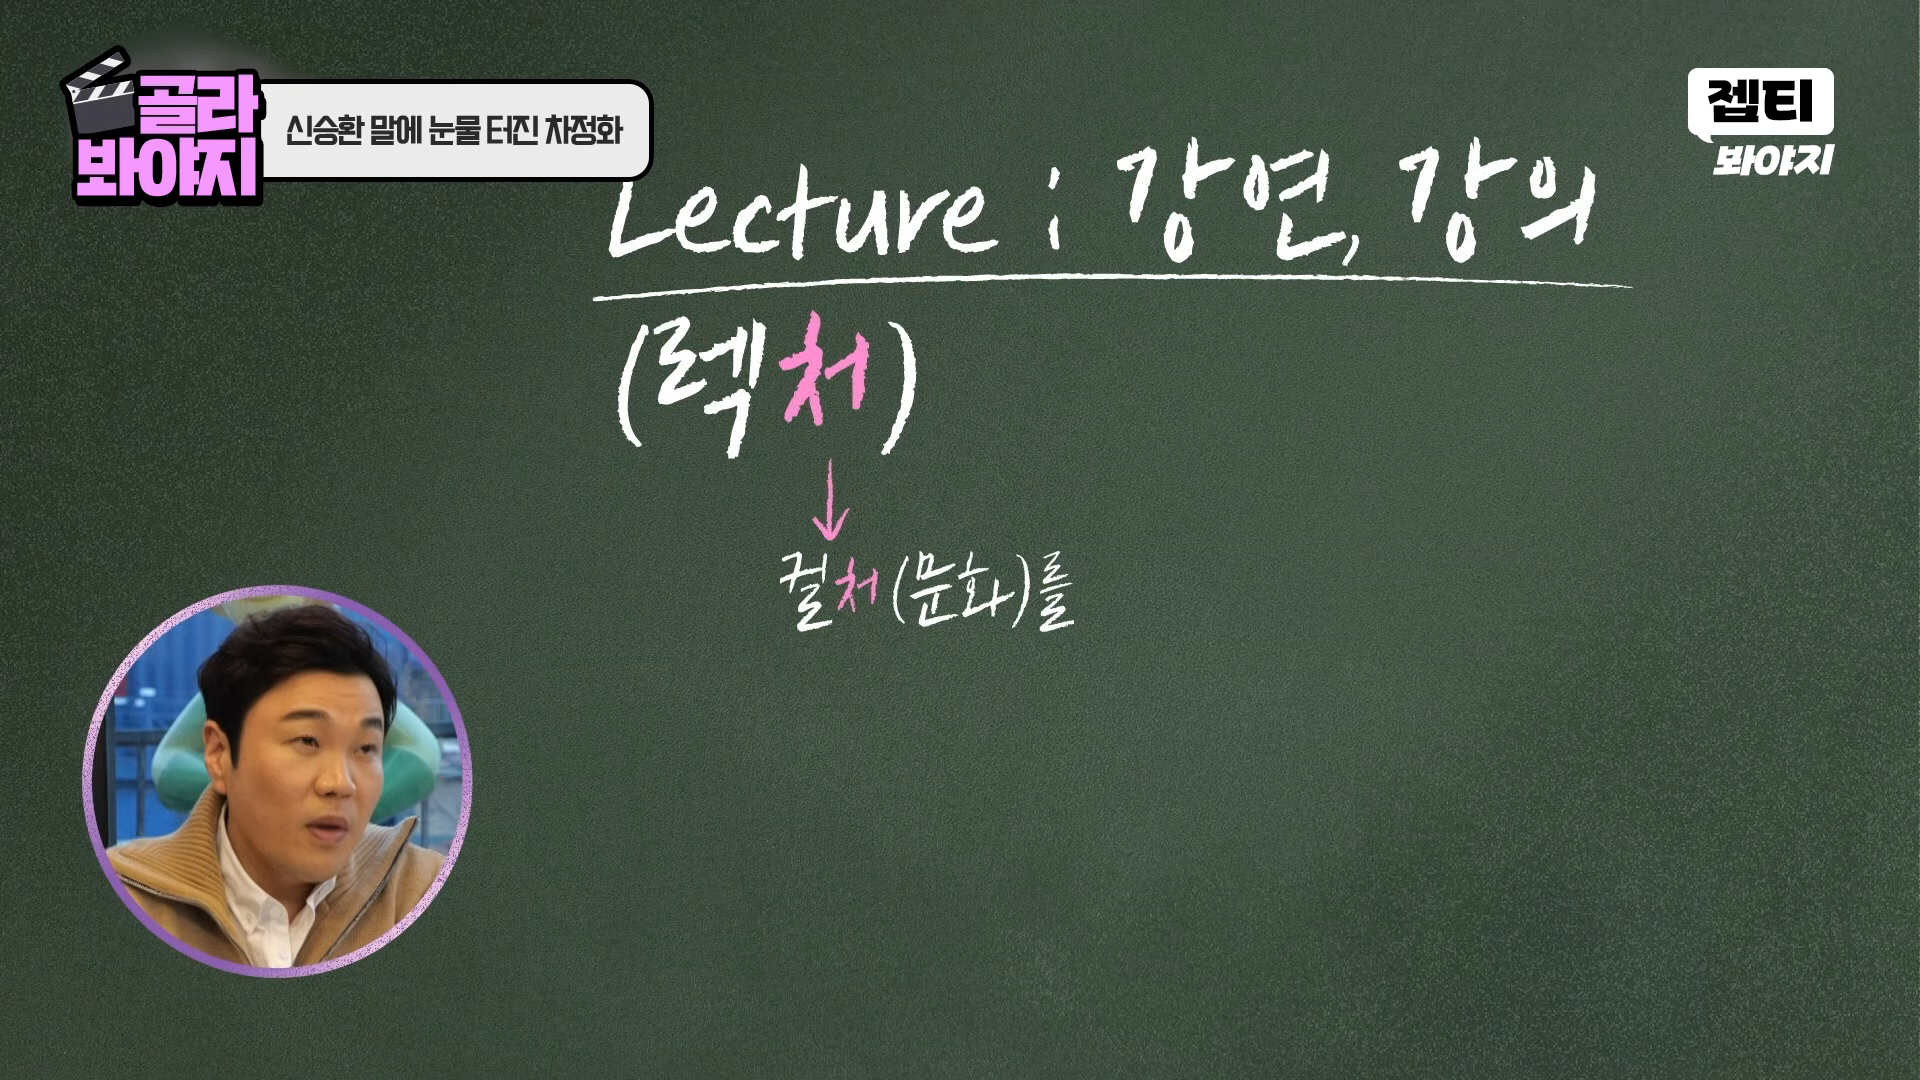 골라
봐야지
신승환 말에 눈물 터진 차정화
젭티
봐야지
Lecture : 강연, 강의
(렉처)
컬처(문화)를